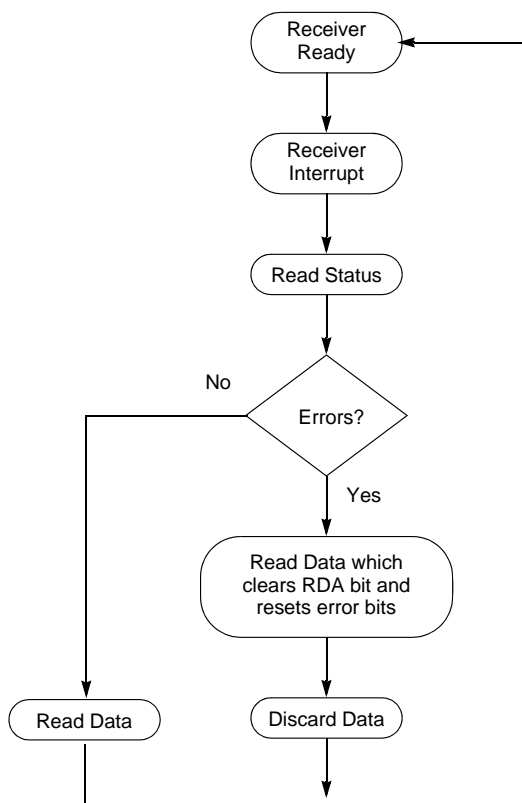 Receiver
Ready
Receiver
Interrupt
Read Status
No
Errors?
Yes
Read Data which
clears RDA bit and
resets error bits
Read Data
Discard Data